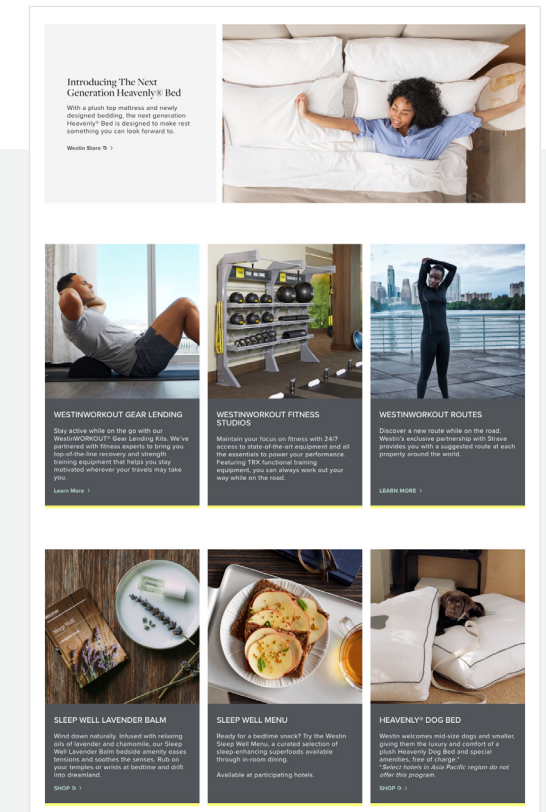 Introducing The Next
Generation Heavenly® Bed
With a plush top mattress and newly
designed bedding, the next generation
Heavenly® Bed is designed to make rest
something you can look forward to.
Westin Store
WESTINWORKOUT GEAR LENDING
Stay active while on the go with our
WestinWORKOUT® Gear Lending Kits. We've
partnered with fitness experts to bring you
top-of-the-line recovery and strength
training equipment that helps you stay
motivated wherever your travels may take
you.
Learn More
WESTINWORKOUT FITNESS
STUDIOS
Maintain your focus on fitness with 24/7
access to state-of-the-art equipment and all
the essentials to power your performance.
Featuring TRX functional training
equipment, you can always work out your
way while on the road.
WESTINWORKOUT ROUTES
Discover a new route while on the road.
Westin's exclusive partnership with Strava
provides you with a suggested route at each
property around the world.
LEARN MORE
Sleep Well
SLEEP WELL LAVENDER BALM
Wind down naturally. Infused with relaxing
oils of lavender and chamomile, our Sleep
Well Lavender Balm bedside amenity eases
tensions and soothes the senses. Rub on
your temples or wrists at bedtime and drift
into dreamland.
SHOP
SLEEP WELL MENU
Ready for a bedtime snack? Try the Westin
Sleep Well Menu, a curated selection of
sleep-enhancing superfoods available
through in-room dining.
Available at participating hotels.
HEAVENLY® DOG BED
Westin welcomes mid-size dogs and smaller,
giving them the luxury and comfort of a
plush Heavenly Dog Bed and special
amenities, free of charge.*
*Select hotels in Asia Pacific region do not
offer this program.
SHOP